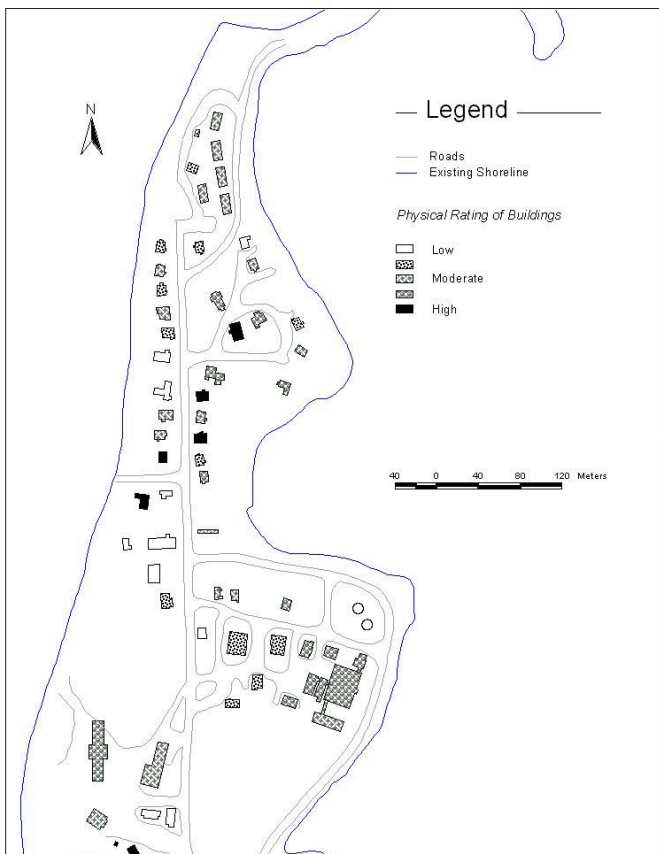 N
Legend
Roads
Existing Shoreline
Physical Rating of Buildings
Low
Moderate
High
40 0 40 80 120 Meters